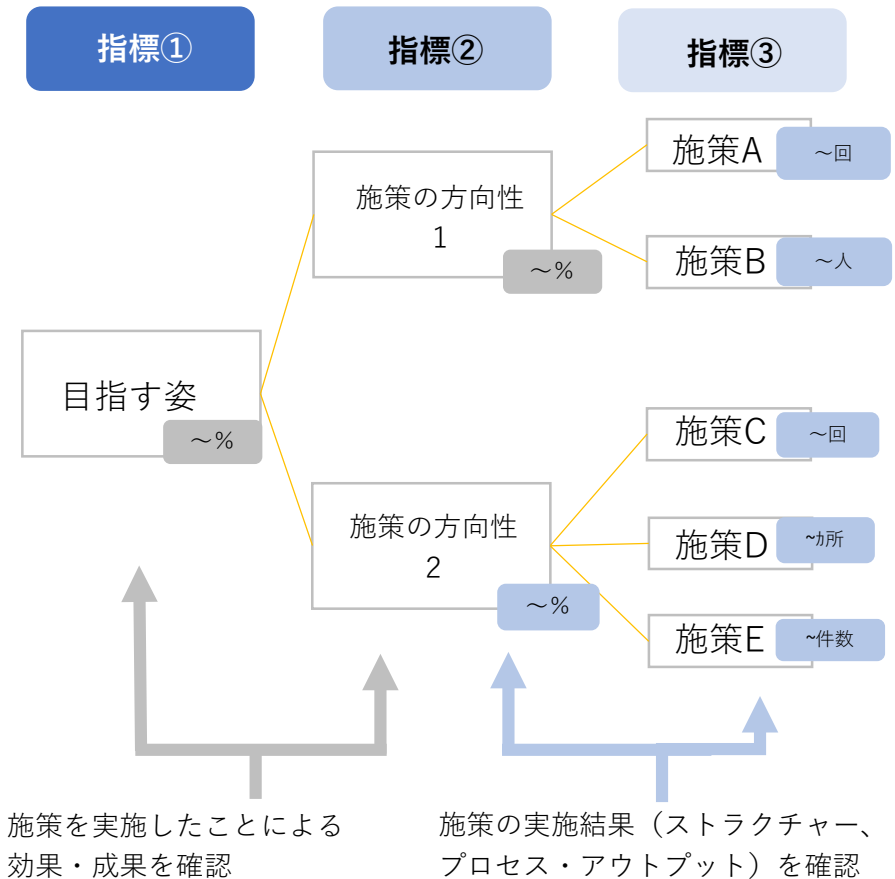 指標①
指標②
指標③
施策A
～回
施策の方向性
1
～%
施策B
～人
目指す姿
～%
施策C
～回
施策の方向性
2
～%
施策D
~ｶ所
施策E
~件数
施策を実施したことによる
効果・成果を確認
施策の実施結果（ストラクチャー、
プロセス・アウトプット）を確認